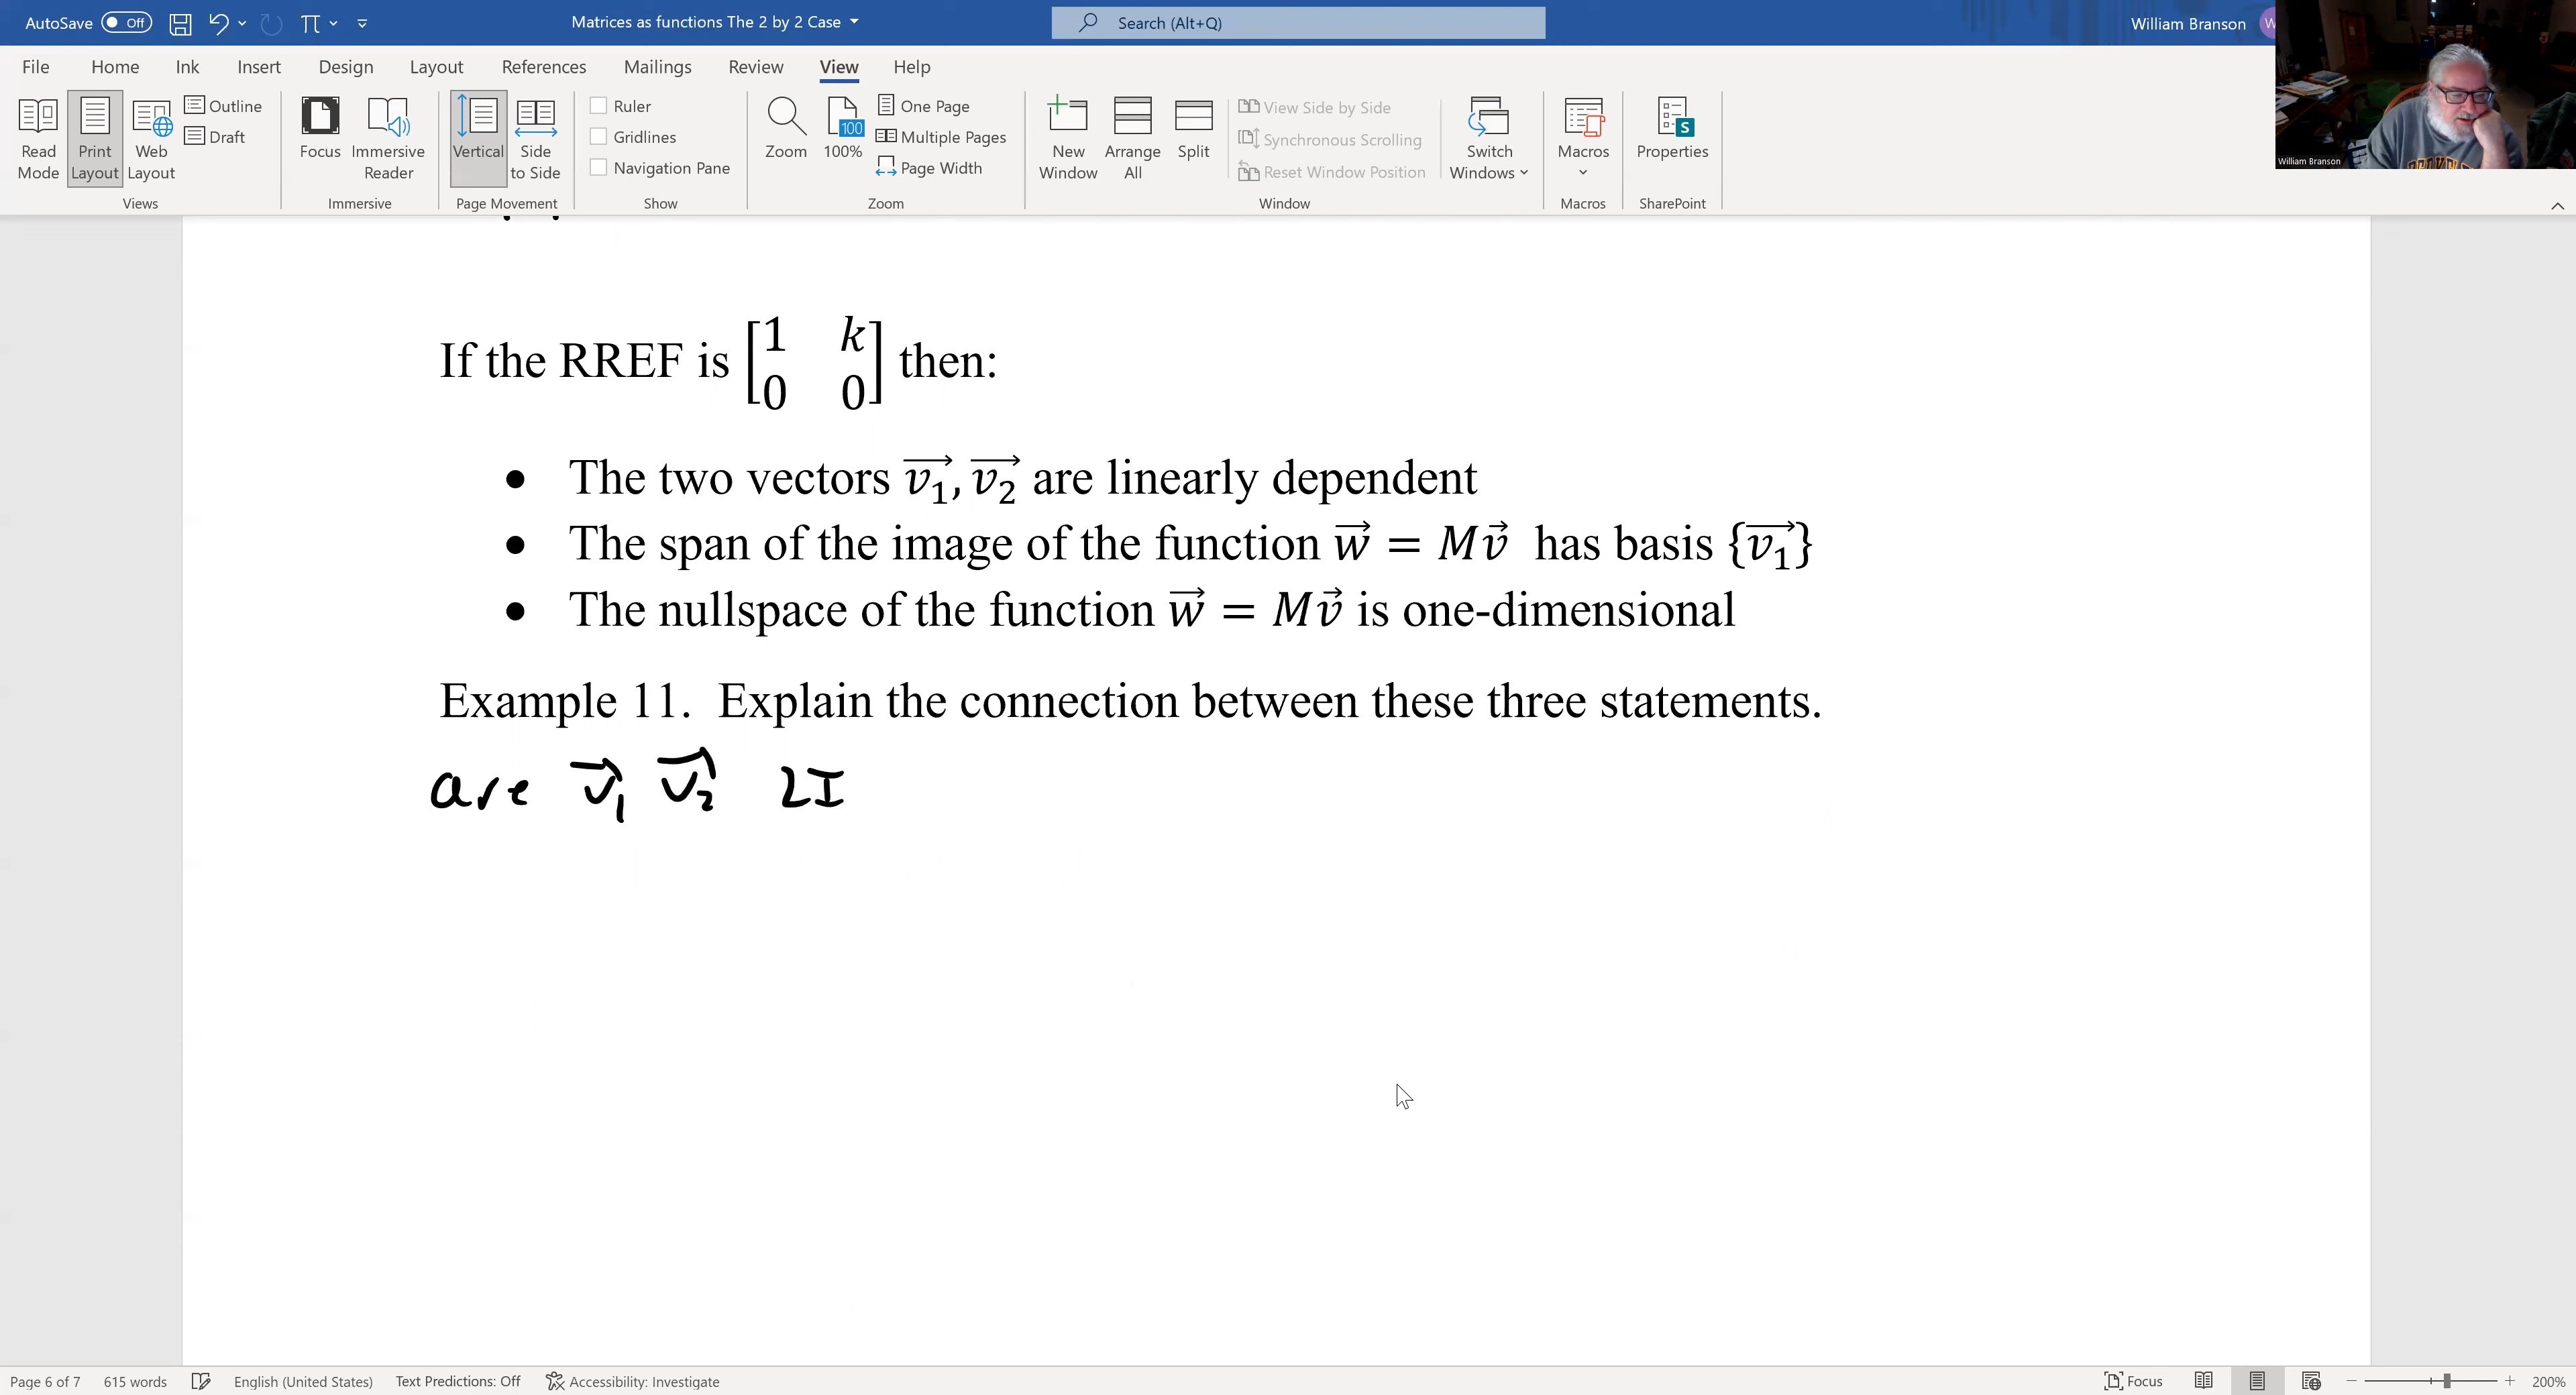 AutoSave Off Matrices as functions The 2 by 2 Case Search (Alt+Q) William Branson
File Home Ink Insert Design Layout References Mailings Review View Help
Read Mode
Print Layout
Web Layout
Outline
Draft
Views
Focus
Immersive Reader
Immersive
Vertical
Side to Side
Page Movement
Ruler
Gridlines
Navigation Pane
Show
Zoom
100
100%
One Page
Multiple Pages
Page Width
Zoom
New Window
Arrange All
Split
View Side by Side
Synchronous Scrolling
Reset Window Position
Window
Switch Windows
Macros
Macros
S
Properties
SharePoint
William Branson
If the RREF is [1 k; 0 0] then:
• The two vectors v₁⃗, v₂⃗ are linearly dependent
• The span of the image of the function w⃗ = Mv⃗ has basis {v₁⃗}
• The nullspace of the function w⃗ = Mv⃗ is one-dimensional
Example 11. Explain the connection between these three statements.
are v₁⃗ v₂⃗ LI
Page 6 of 7 615 words English (United States) Text Predictions: Off Accessibility: Investigate Focus 200%